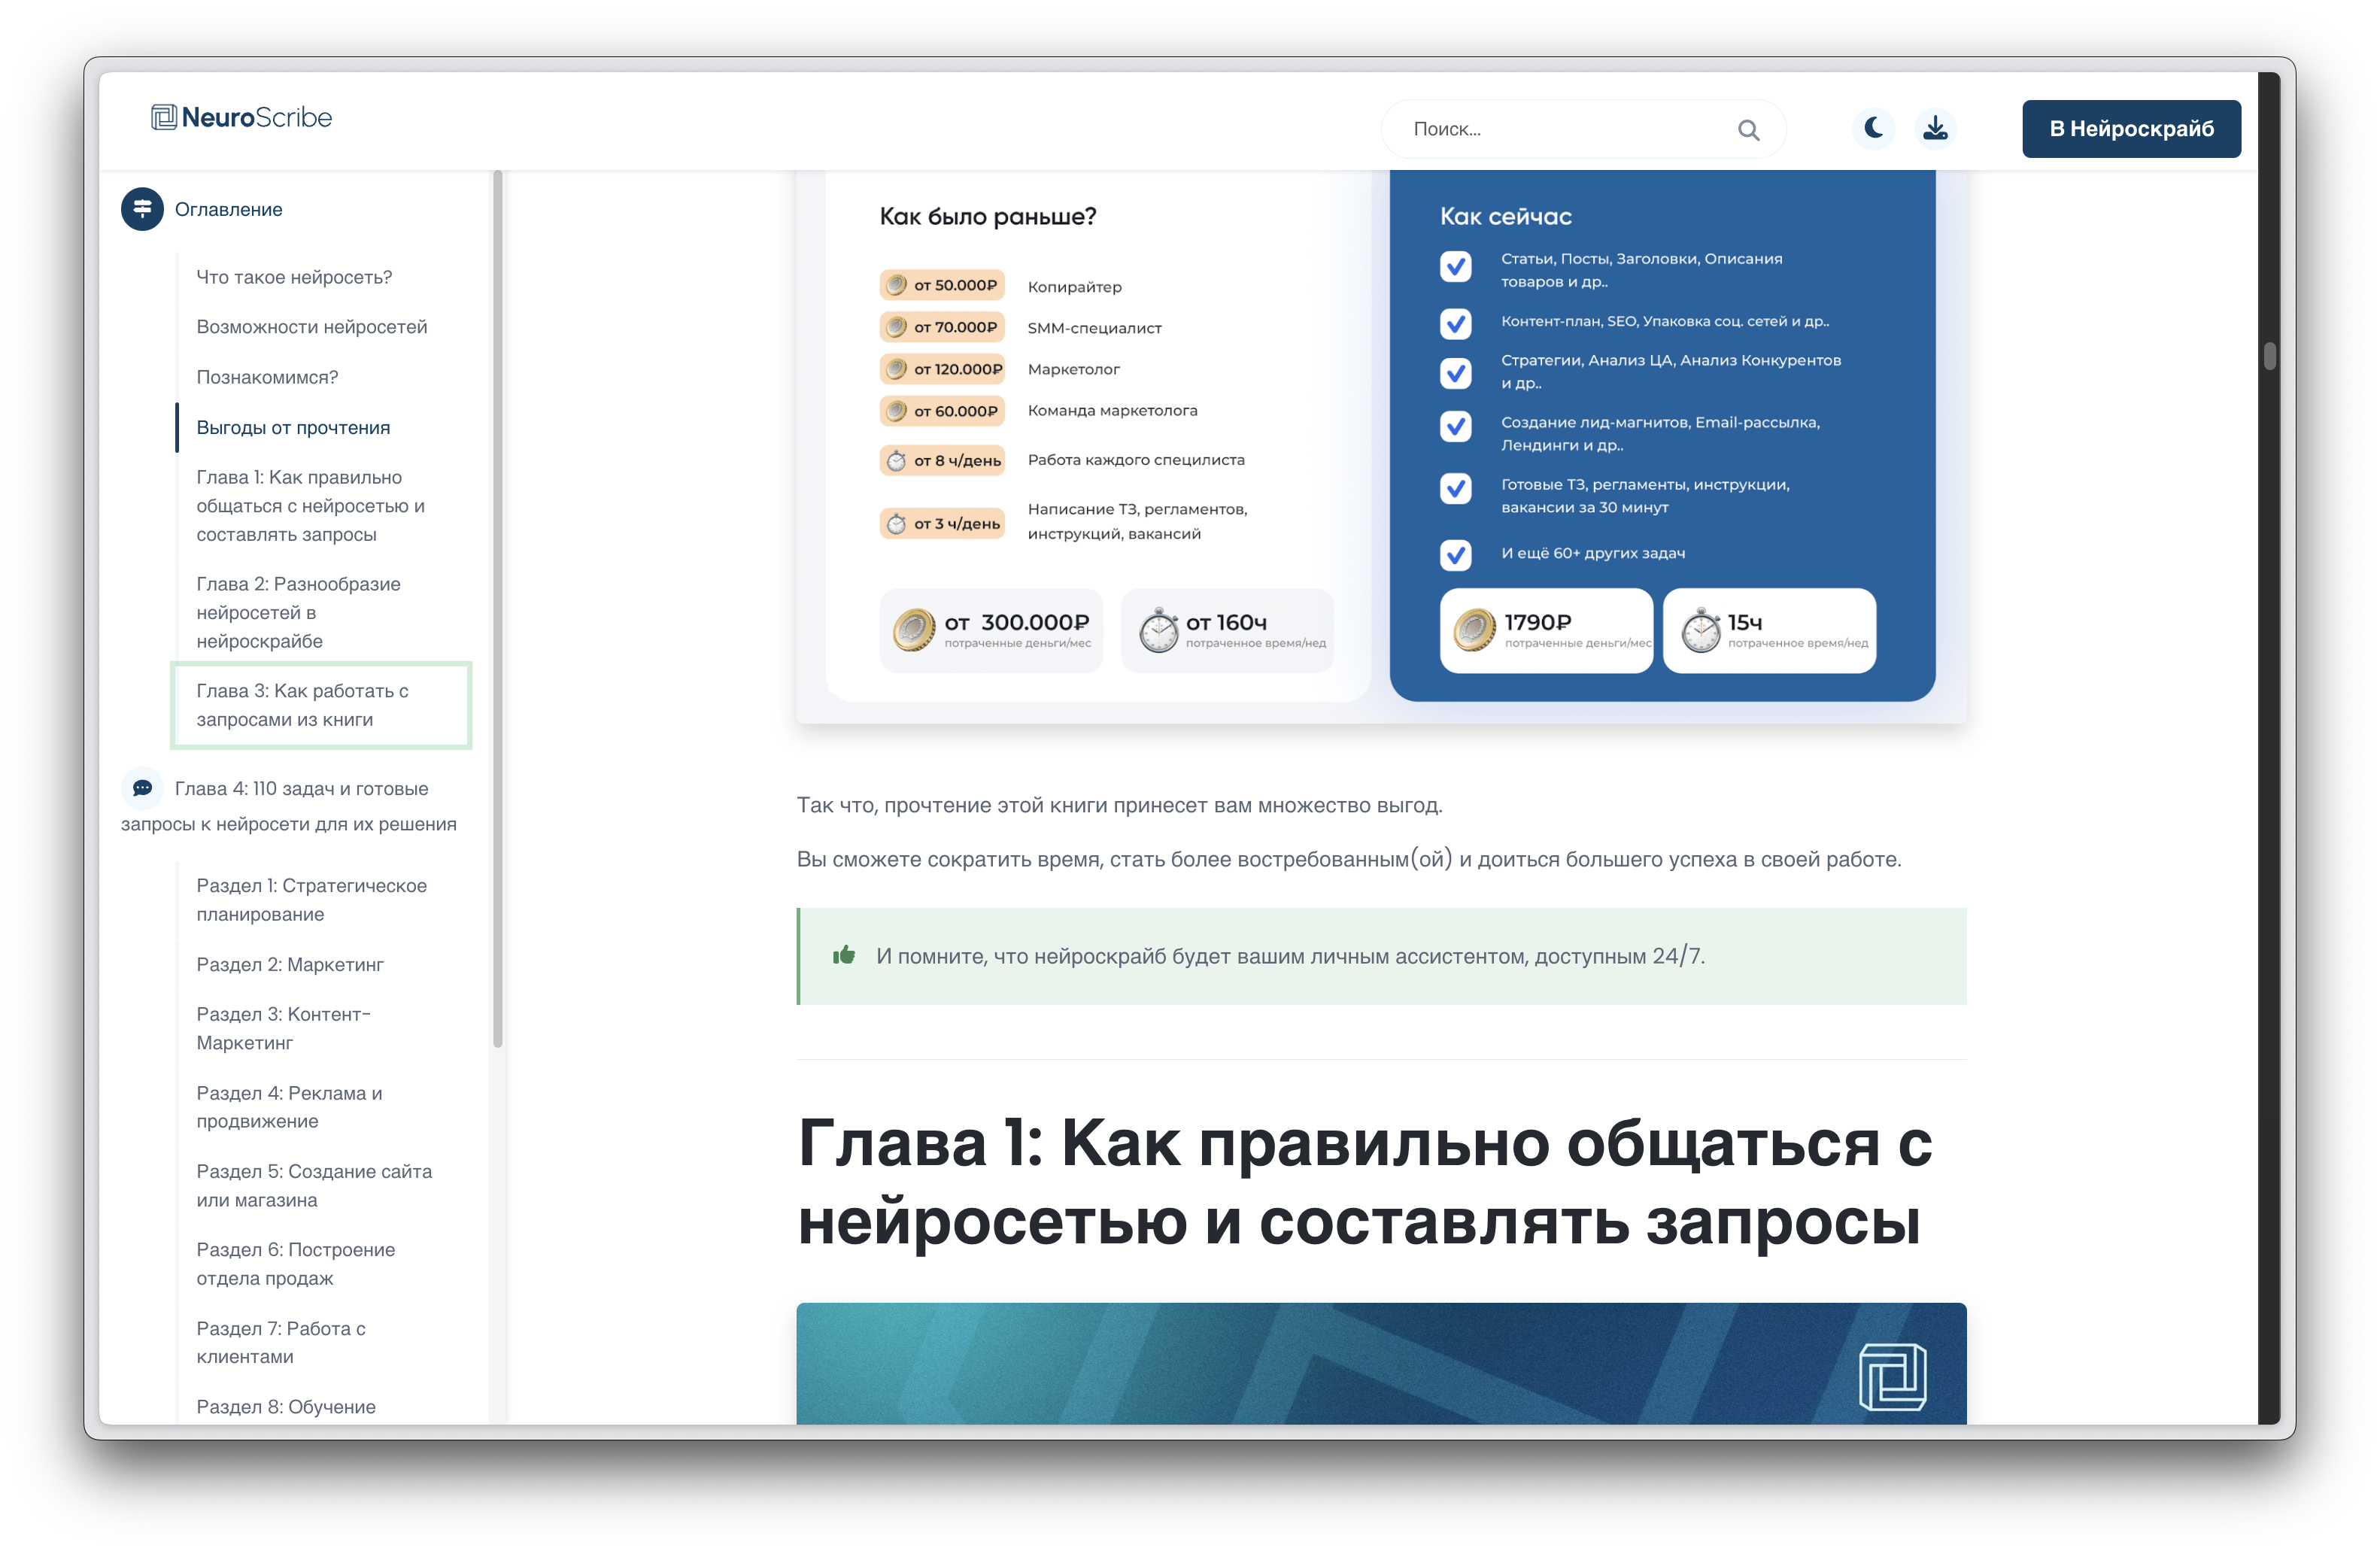 NeuroScribe
Поиск...
В Нейроскрайб
Оглавление
Что такое нейросеть?
Возможности нейросетей
Познакомимся?
Выгоды от прочтения
Глава 1: Как правильно
общаться с нейросетью и
составлять запросы
Глава 2: Разнообразие
нейросетей в
нейроскрайбе
Глава 3: Как работать с
запросами из книги
Глава 4: 110 задач и готовые
запросы к нейросети для их решения
Раздел 1: Стратегическое
планирование
Раздел 2: Маркетинг
Раздел 3: Контент-
Маркетинг
Раздел 4: Реклама и
продвижение
Раздел 5: Создание сайта
или магазина
Раздел 6: Построение
отдела продаж
Раздел 7: Работа с
клиентами
Раздел 8: Обучение
Как было раньше?
от 50.000₽ Копирайтер
от 70.000₽ SMM-специалист
от 120.000₽ Маркетолог
от 60.000₽ Команда маркетолога
от 8 ч/день Работа каждого специлиста
от 3 ч/день Написание ТЗ, регламентов,
инструкций, вакансий
от 300.000₽
потраченные деньги/мес
от 160ч
потраченное время/нед
Как сейчас
Статьи, Посты, Заголовки, Описания
товаров и др..
Контент-план, SEO, Упаковка соц. сетей и др..
Стратегии, Анализ ЦА, Анализ Конкурентов
и др..
Создание лид-магнитов, Email-рассылка,
Лендинги и др..
Готовые ТЗ, регламенты, инструкции,
вакансии за 30 минут
И ещё 60+ других задач
1790₽
потраченные деньги/мес
15ч
потраченное время/нед
Так что, прочтение этой книги принесет вам множество выгод.
Вы сможете сократить время, стать более востребованным(ой) и доиться большего успеха в своей работе.
И помните, что нейроскрайб будет вашим личным ассистентом, доступным 24/7.
Глава 1: Как правильно общаться с
нейросетью и составлять запросы